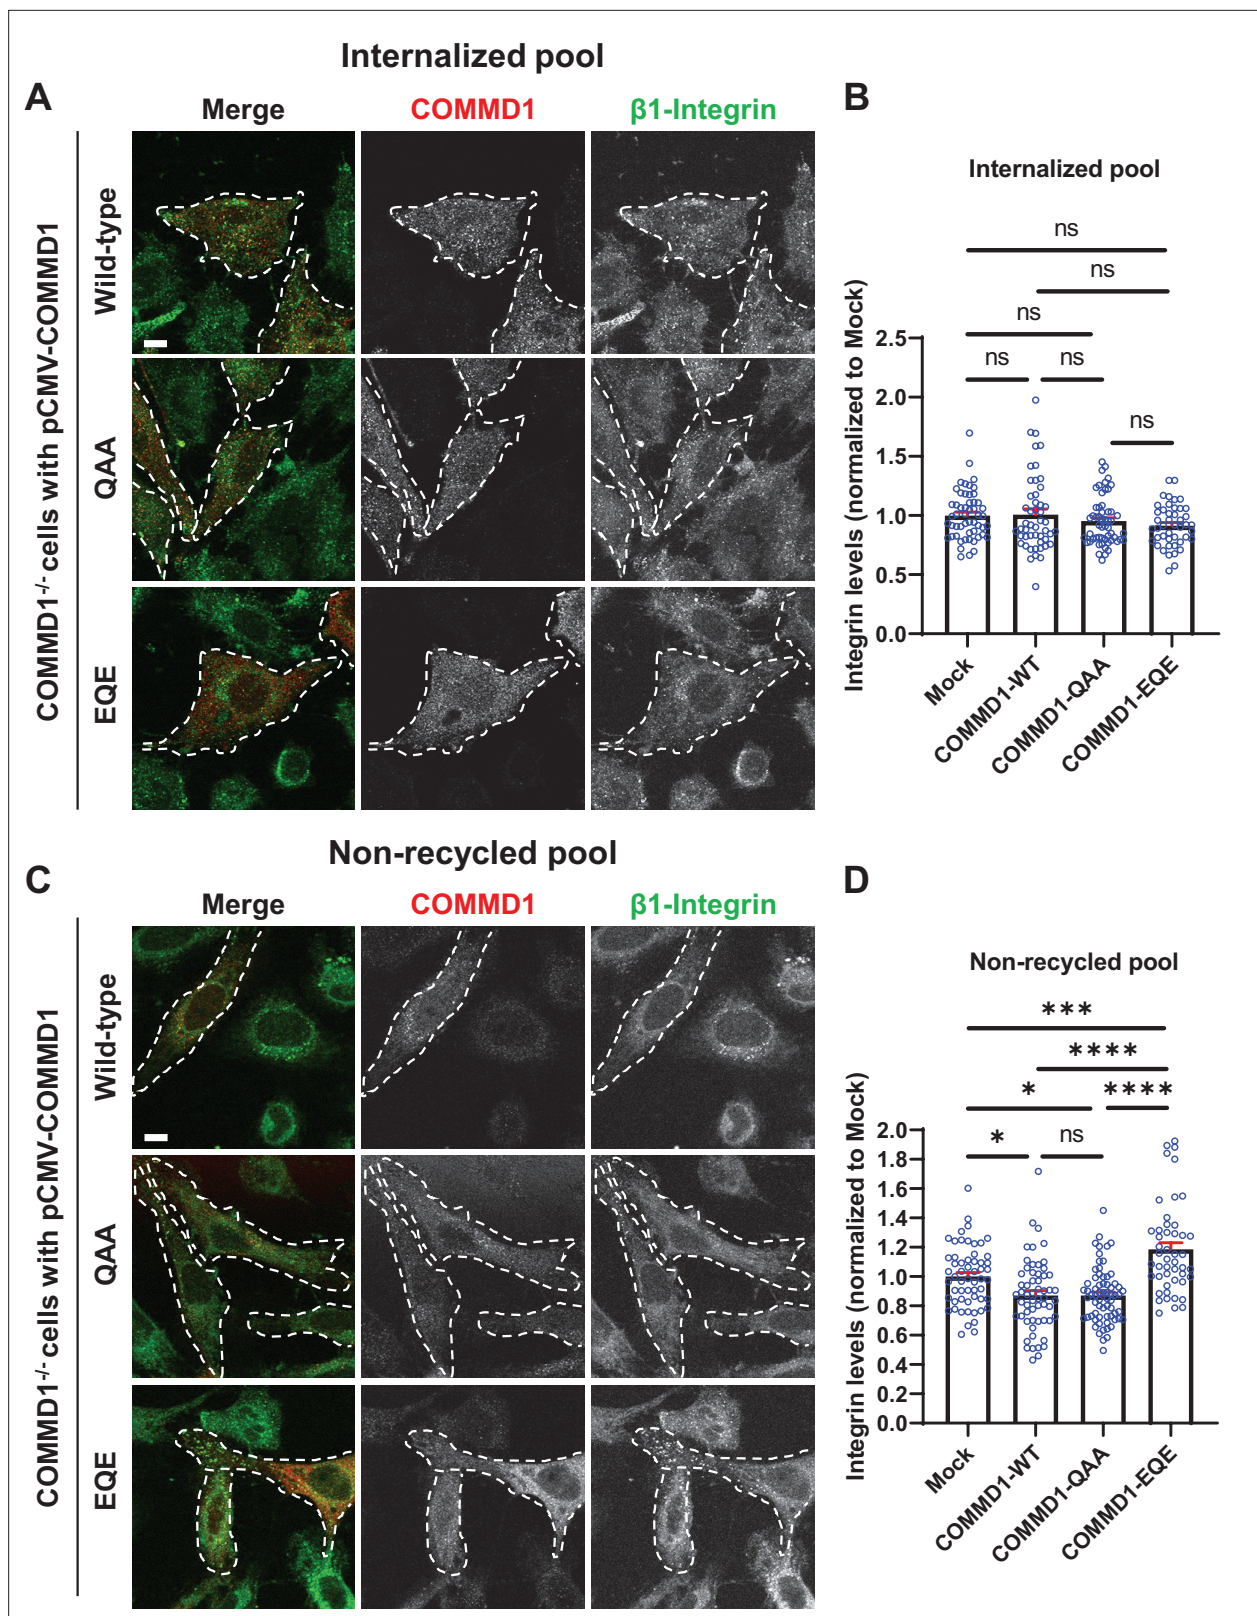 Internalized pool
A
Merge
COMMD1
β1-Integrin
COMMD1-/- cells with pCMV-COMMD1
Wild-type
QAA
EQE
B
Internalized pool
ns
ns
ns
ns
ns
ns
Integrin levels (normalized to Mock)
2.5
2.0
1.5
1.0
0.5
0.0
Mock
COMMD1-WT
COMMD1-QAA
COMMD1-EQE
Non-recycled pool
C
Merge
COMMD1
β1-Integrin
COMMD1-/- cells with pCMV-COMMD1
Wild-type
QAA
EQE
D
Non-recycled pool
***
****
* ****
* ns
Integrin levels (normalized to Mock)
2.0
1.8
1.6
1.4
1.2
1.0
0.8
0.6
0.4
0.2
0.0
Mock
COMMD1-WT
COMMD1-QAA
COMMD1-EQE